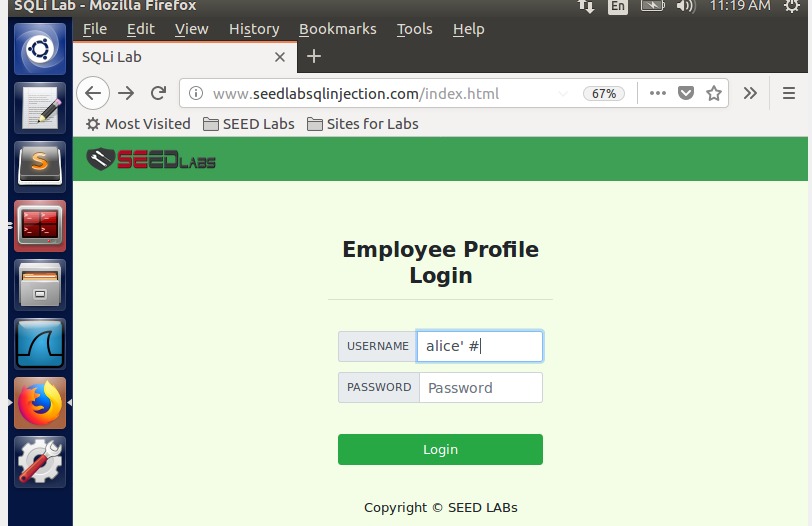 SQLi Lab - Mozilla Firefox
En
11:19 AM
File Edit View History Bookmarks Tools Help
SQLi Lab
www.seedlabsqlinjection.com/index.html
67%
Most Visited SEED Labs Sites for Labs
SEEDLABS
Employee Profile
Login
USERNAME alice' #
PASSWORD Password
Login
Copyright © SEED LABs